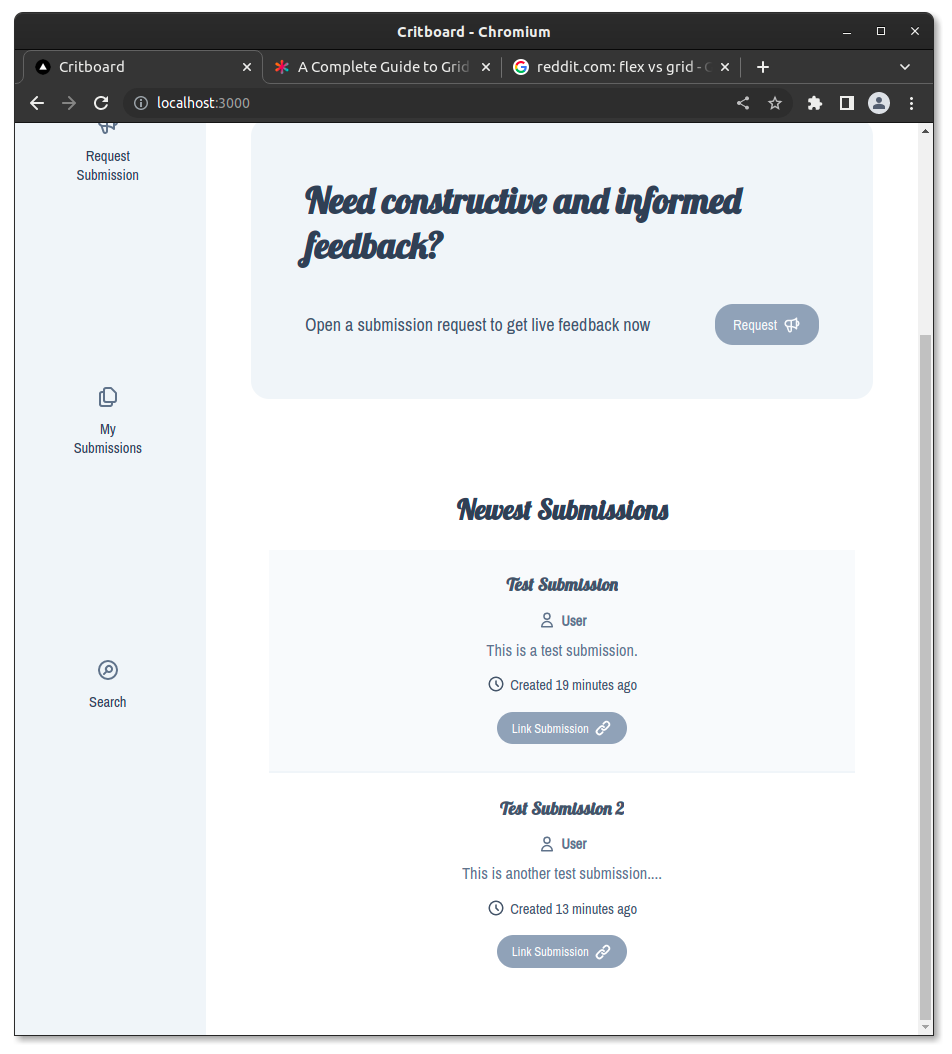 Critboard - Chromium
Critboard
A Complete Guide to Grid
reddit.com: flex vs grid -
localhost:3000
Request
Submission
Need constructive and informed
feedback?
Open a submission request to get live feedback now
Request
My
Submissions
Newest Submissions
Test Submission
User
This is a test submission.
Search
Created 19 minutes ago
Link Submission
Test Submission 2
User
This is another test submission....
Created 13 minutes ago
Link Submission